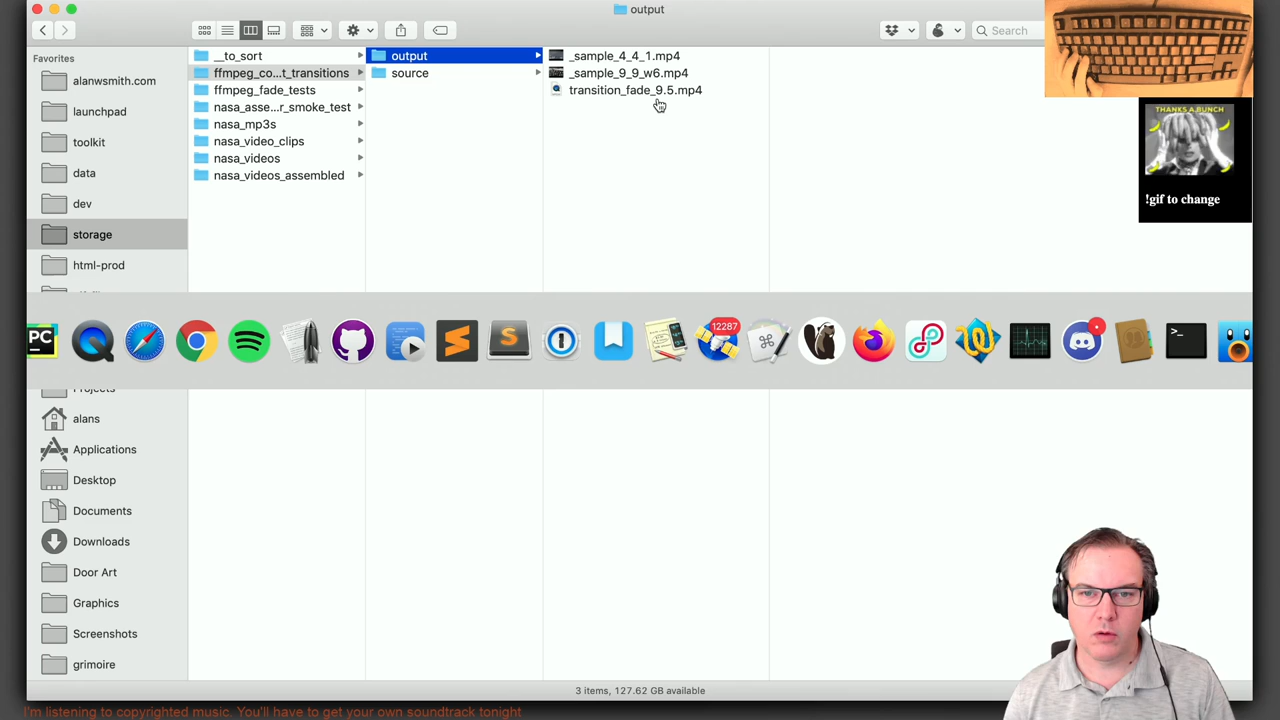 output
Search
Favorites
alanwsmith.com
launchpad
toolkit
data
dev
storage
html-prod
__to_sort
ffmpeg_co...t_transitions
ffmpeg_fade_tests
nasa_asse...r_smoke_test
nasa_mp3s
nasa_video_clips
nasa_videos
nasa_videos_assembled
output
source
_sample_4_4_1.mp4
_sample_9_9_w6.mp4
transition_fade_9.5.mp4
THANKS A BUNCH
!gif to change
PC
12287
Projects
alans
Applications
Desktop
Documents
Downloads
Door Art
Graphics
Screenshots
grimoire
3 items, 127.62 GB available
I'm listening to copyrighted music. You'll have to get your own soundtrack tonight